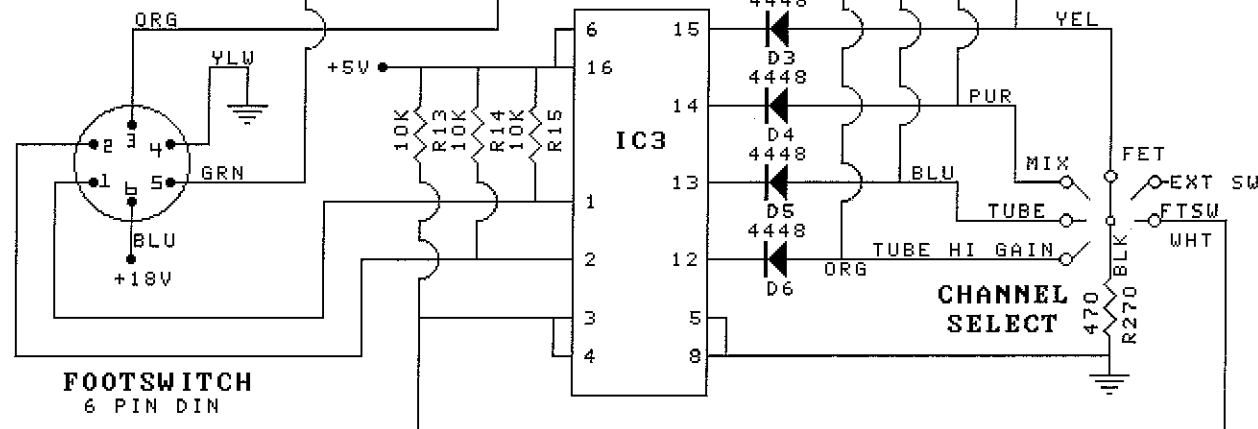 4448
ORG
YEL
6
15
YLW
+5V
D3
16
4448
PUR
14
3
10K
R13
10K
R14
10K
R15
IC3
D4
2
4
4448
MIX
FET
1
6
5
GRN
13
BLU
EXT SW
D5
1
TUBE
FTSW
BLU
4448
WHT
2
12
TUBE HI GAIN
BLK
ORG
+18V
D6
CHANNEL
SELECT
470
R270
3
5
4
8
FOOTSWITCH
6 PIN DIN